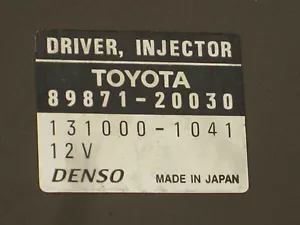 DRIVER, INJECTOR
TOYOTA
89871-20030
131000-1041
12V
DENSO MADE IN JAPAN